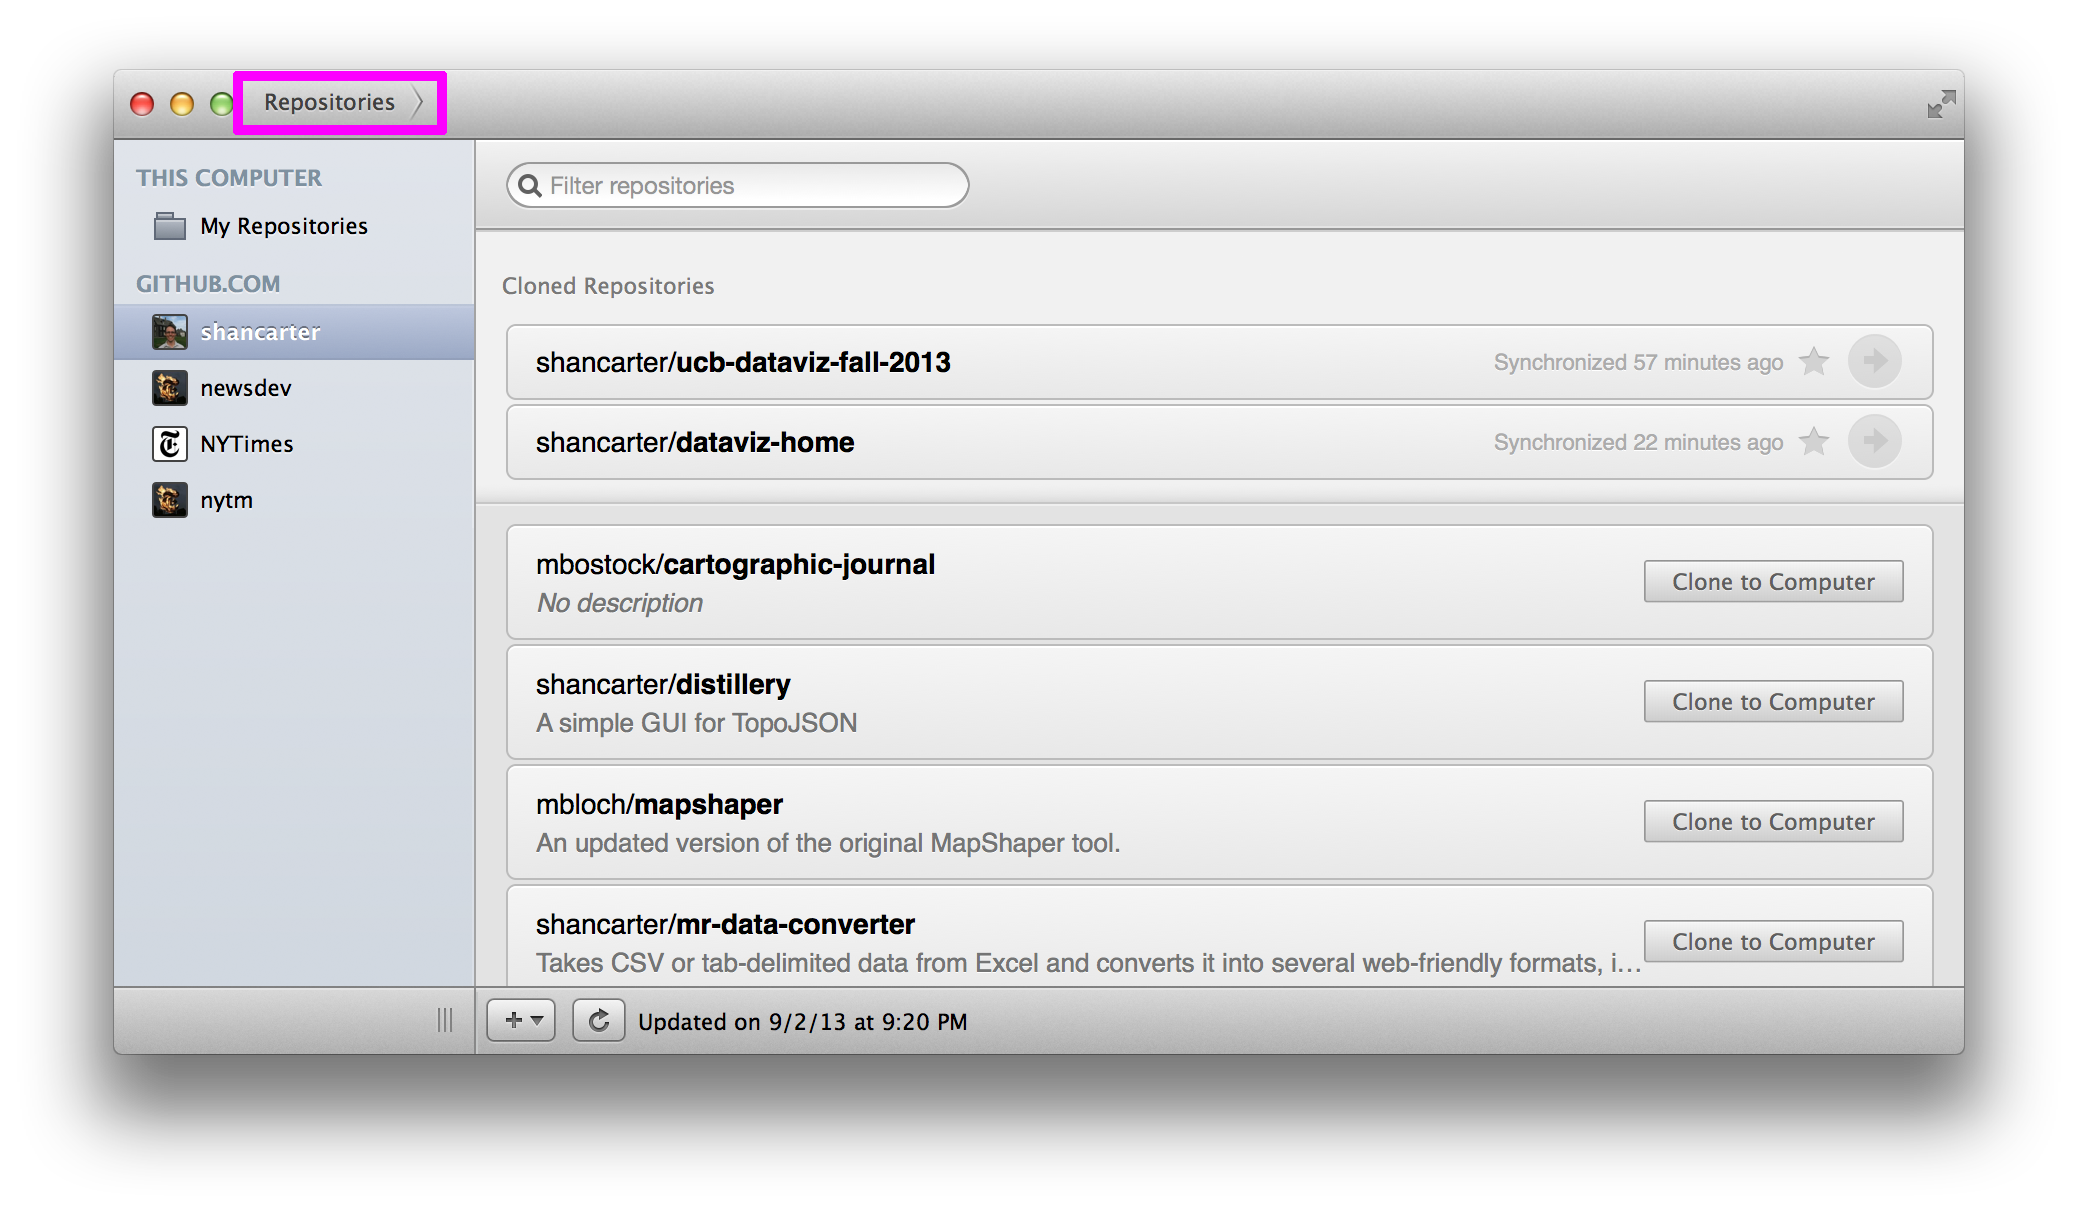 Repositories
THIS COMPUTER
My Repositories
GITHUB.COM
shancarter
newsdev
NYTimes
nytm
Filter repositories
Cloned Repositories
shancarter/ucb-dataviz-fall-2013
Synchronized 57 minutes ago
shancarter/dataviz-home
Synchronized 22 minutes ago
mbostock/cartographic-journal
No description
Clone to Computer
shancarter/distillery
A simple GUI for TopoJSON
Clone to Computer
mbloch/mapshaper
An updated version of the original MapShaper tool.
Clone to Computer
shancarter/mr-data-converter
Takes CSV or tab-delimited data from Excel and converts it into several web-friendly formats, i…
Clone to Computer
Updated on 9/2/13 at 9:20 PM